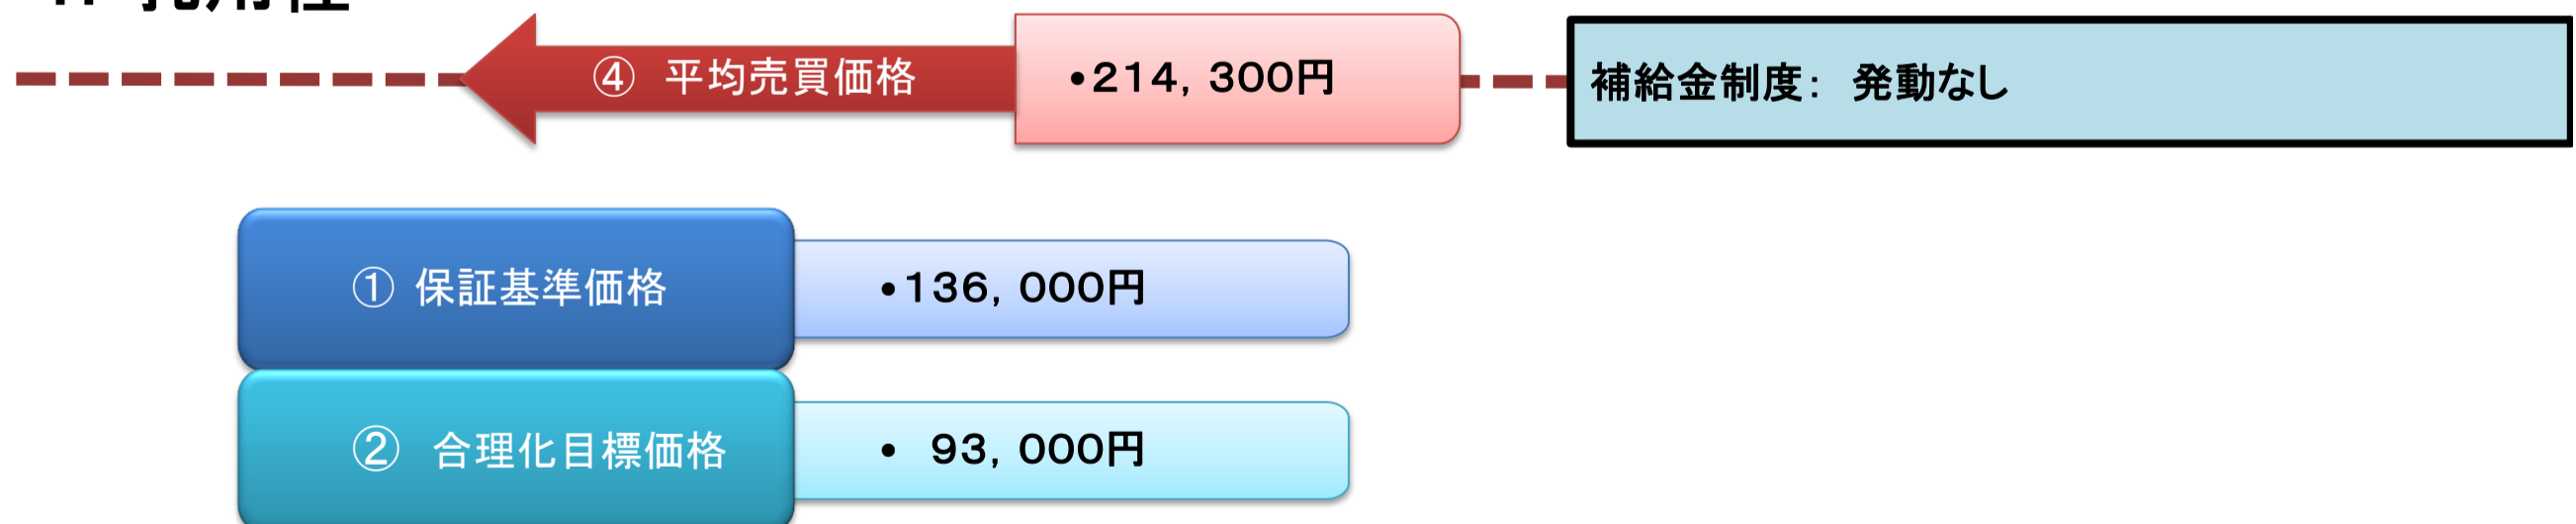 ④ 平均売買価格
•214，300円
補給金制度： 発動なし
① 保証基準価格
•136，000円
② 合理化目標価格
• 93，000円